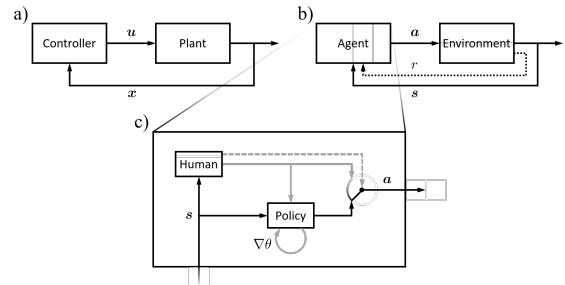 a)
Controller
u
Plant
x
b)
Agent
a
Environment
r
s
c)
Human
s
Policy
∇θ
a